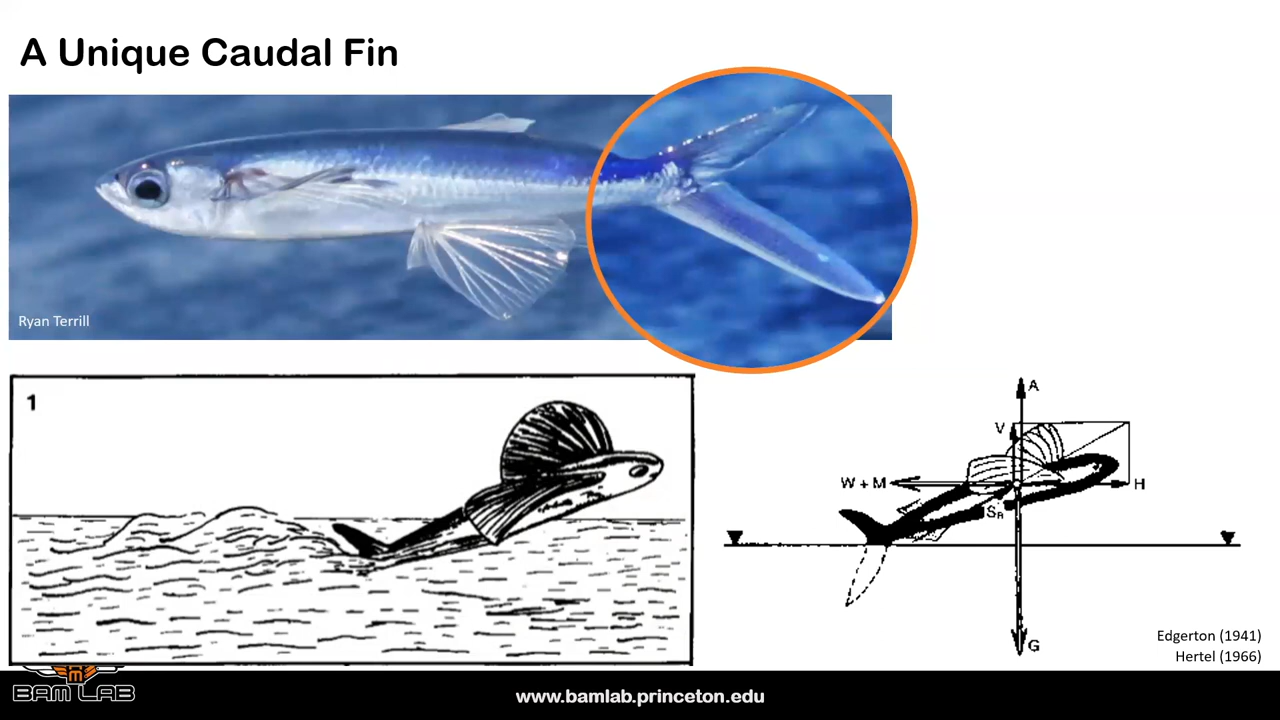 A Unique Caudal Fin
Ryan Terrill
1
A
V
W + M
H
SR
G
Edgerton (1941)
Hertel (1966)
BAM LAB
www.bamlab.princeton.edu